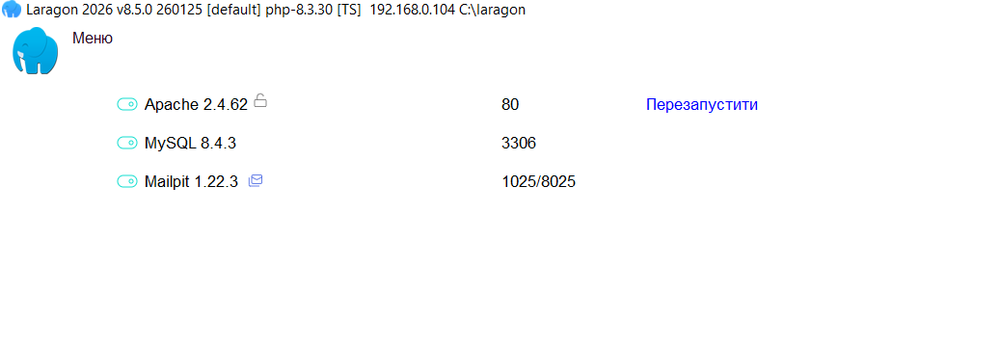 Laragon 2026 v8.5.0 260125 [default] php-8.3.30 [TS] 192.168.0.104 C:\laragon
Меню
Apache 2.4.62 80 Перезапустити
MySQL 8.4.3 3306
Mailpit 1.22.3 1025/8025